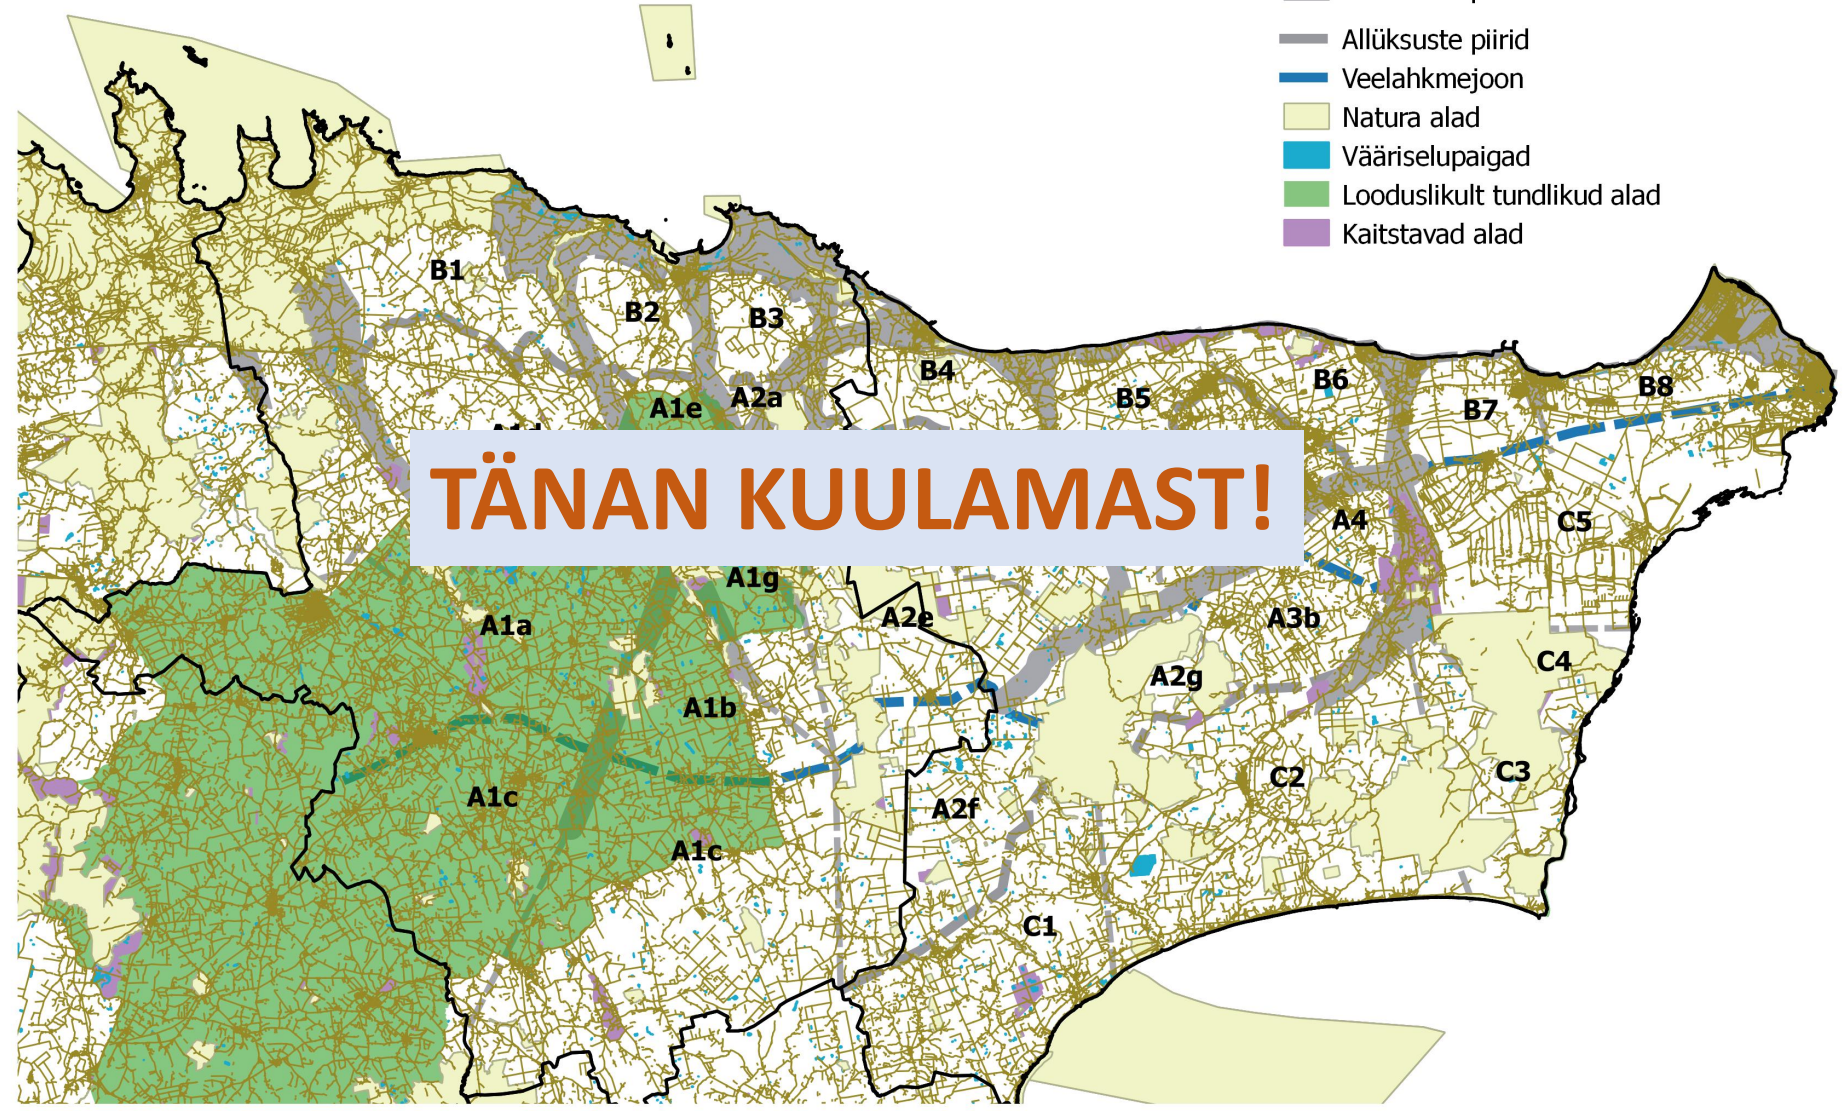 Allüksuste piirid
Veelahkmejoon
Natura alad
Vääriselupaigad
Looduslikult tundlikud alad
Kaitstavad alad
B1
B2
B3
B4
B5
B6
B7
B8
A1e
A2a
TÄNAN KUULAMAST!
A4
C5
A1g
A1a
A2e
A3b
C4
A2g
A1b
A1c
C2
C3
A2f
A1c
C1